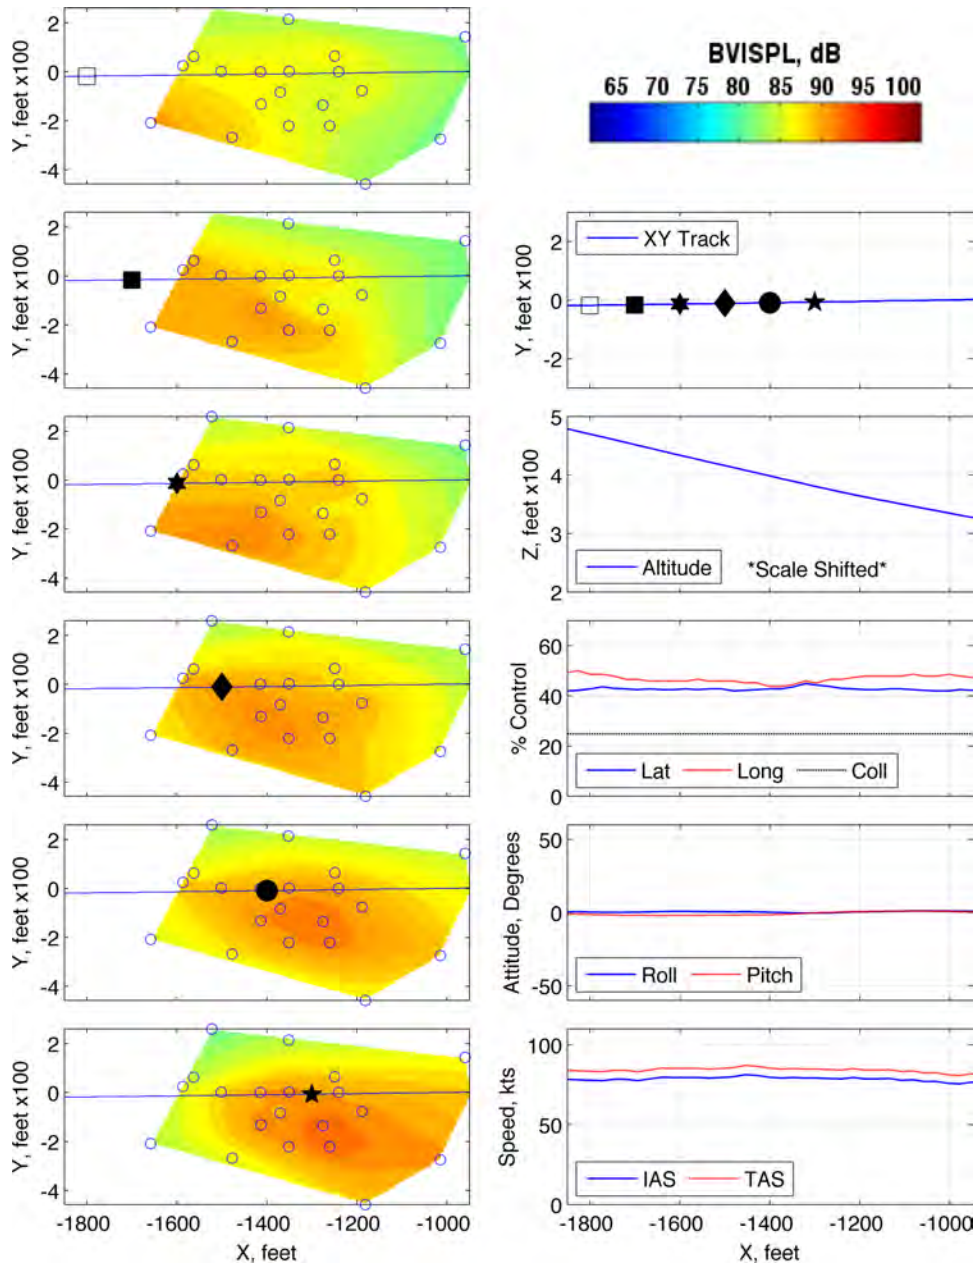 BVISPL, dB
65 70 75 80 85 90 95 100
Y, feet x100
2
0
-2
-4
Y, feet x100
2
0
-2
-4
XY Track
Y, feet x100
2
0
-2
Y, feet x100
2
0
-2
-4
Z, feet x100
5
4
3
2
Altitude
*Scale Shifted*
Y, feet x100
2
0
-2
-4
% Control
60
40
20
0
Lat Long Coll
Y, feet x100
2
0
-2
-4
Attitude, Degrees
50
0
-50
Roll Pitch
Y, feet x100
2
0
-2
-4
-1800 -1600 -1400 -1200 -1000
X, feet
Speed, kts
100
50
0
IAS TAS
-1800 -1600 -1400 -1200 -1000
X, feet